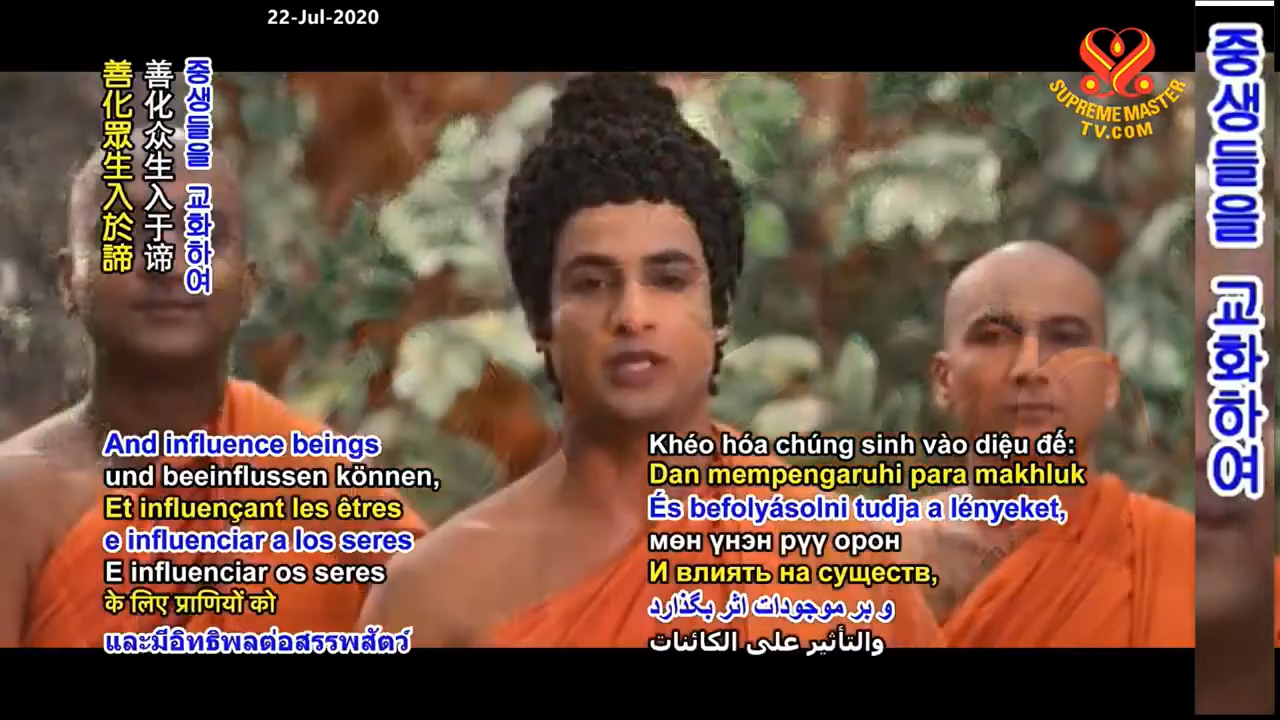 22-Jul-2020
SUPREME MASTER
TV.COM
善化眾生入於諦
善化众生入于谛
중생들을 교화하여
And influence beings
und beeinflussen können,
Et influençant les êtres
e influenciar a los seres
E influenciar os seres
के लिए प्राणियों को
และมีอิทธิพลต่อสรรพสัตว์
Khéo hóa chúng sinh vào diệu đế:
Dan mempengaruhi para makhluk
És befolyásolni tudja a lényeket,
мөн үнэн рүү орон
И влиять на существ,
و بر موجودات اثر بگذارد
والتأثير على الكائنات
중생들을 교화하여